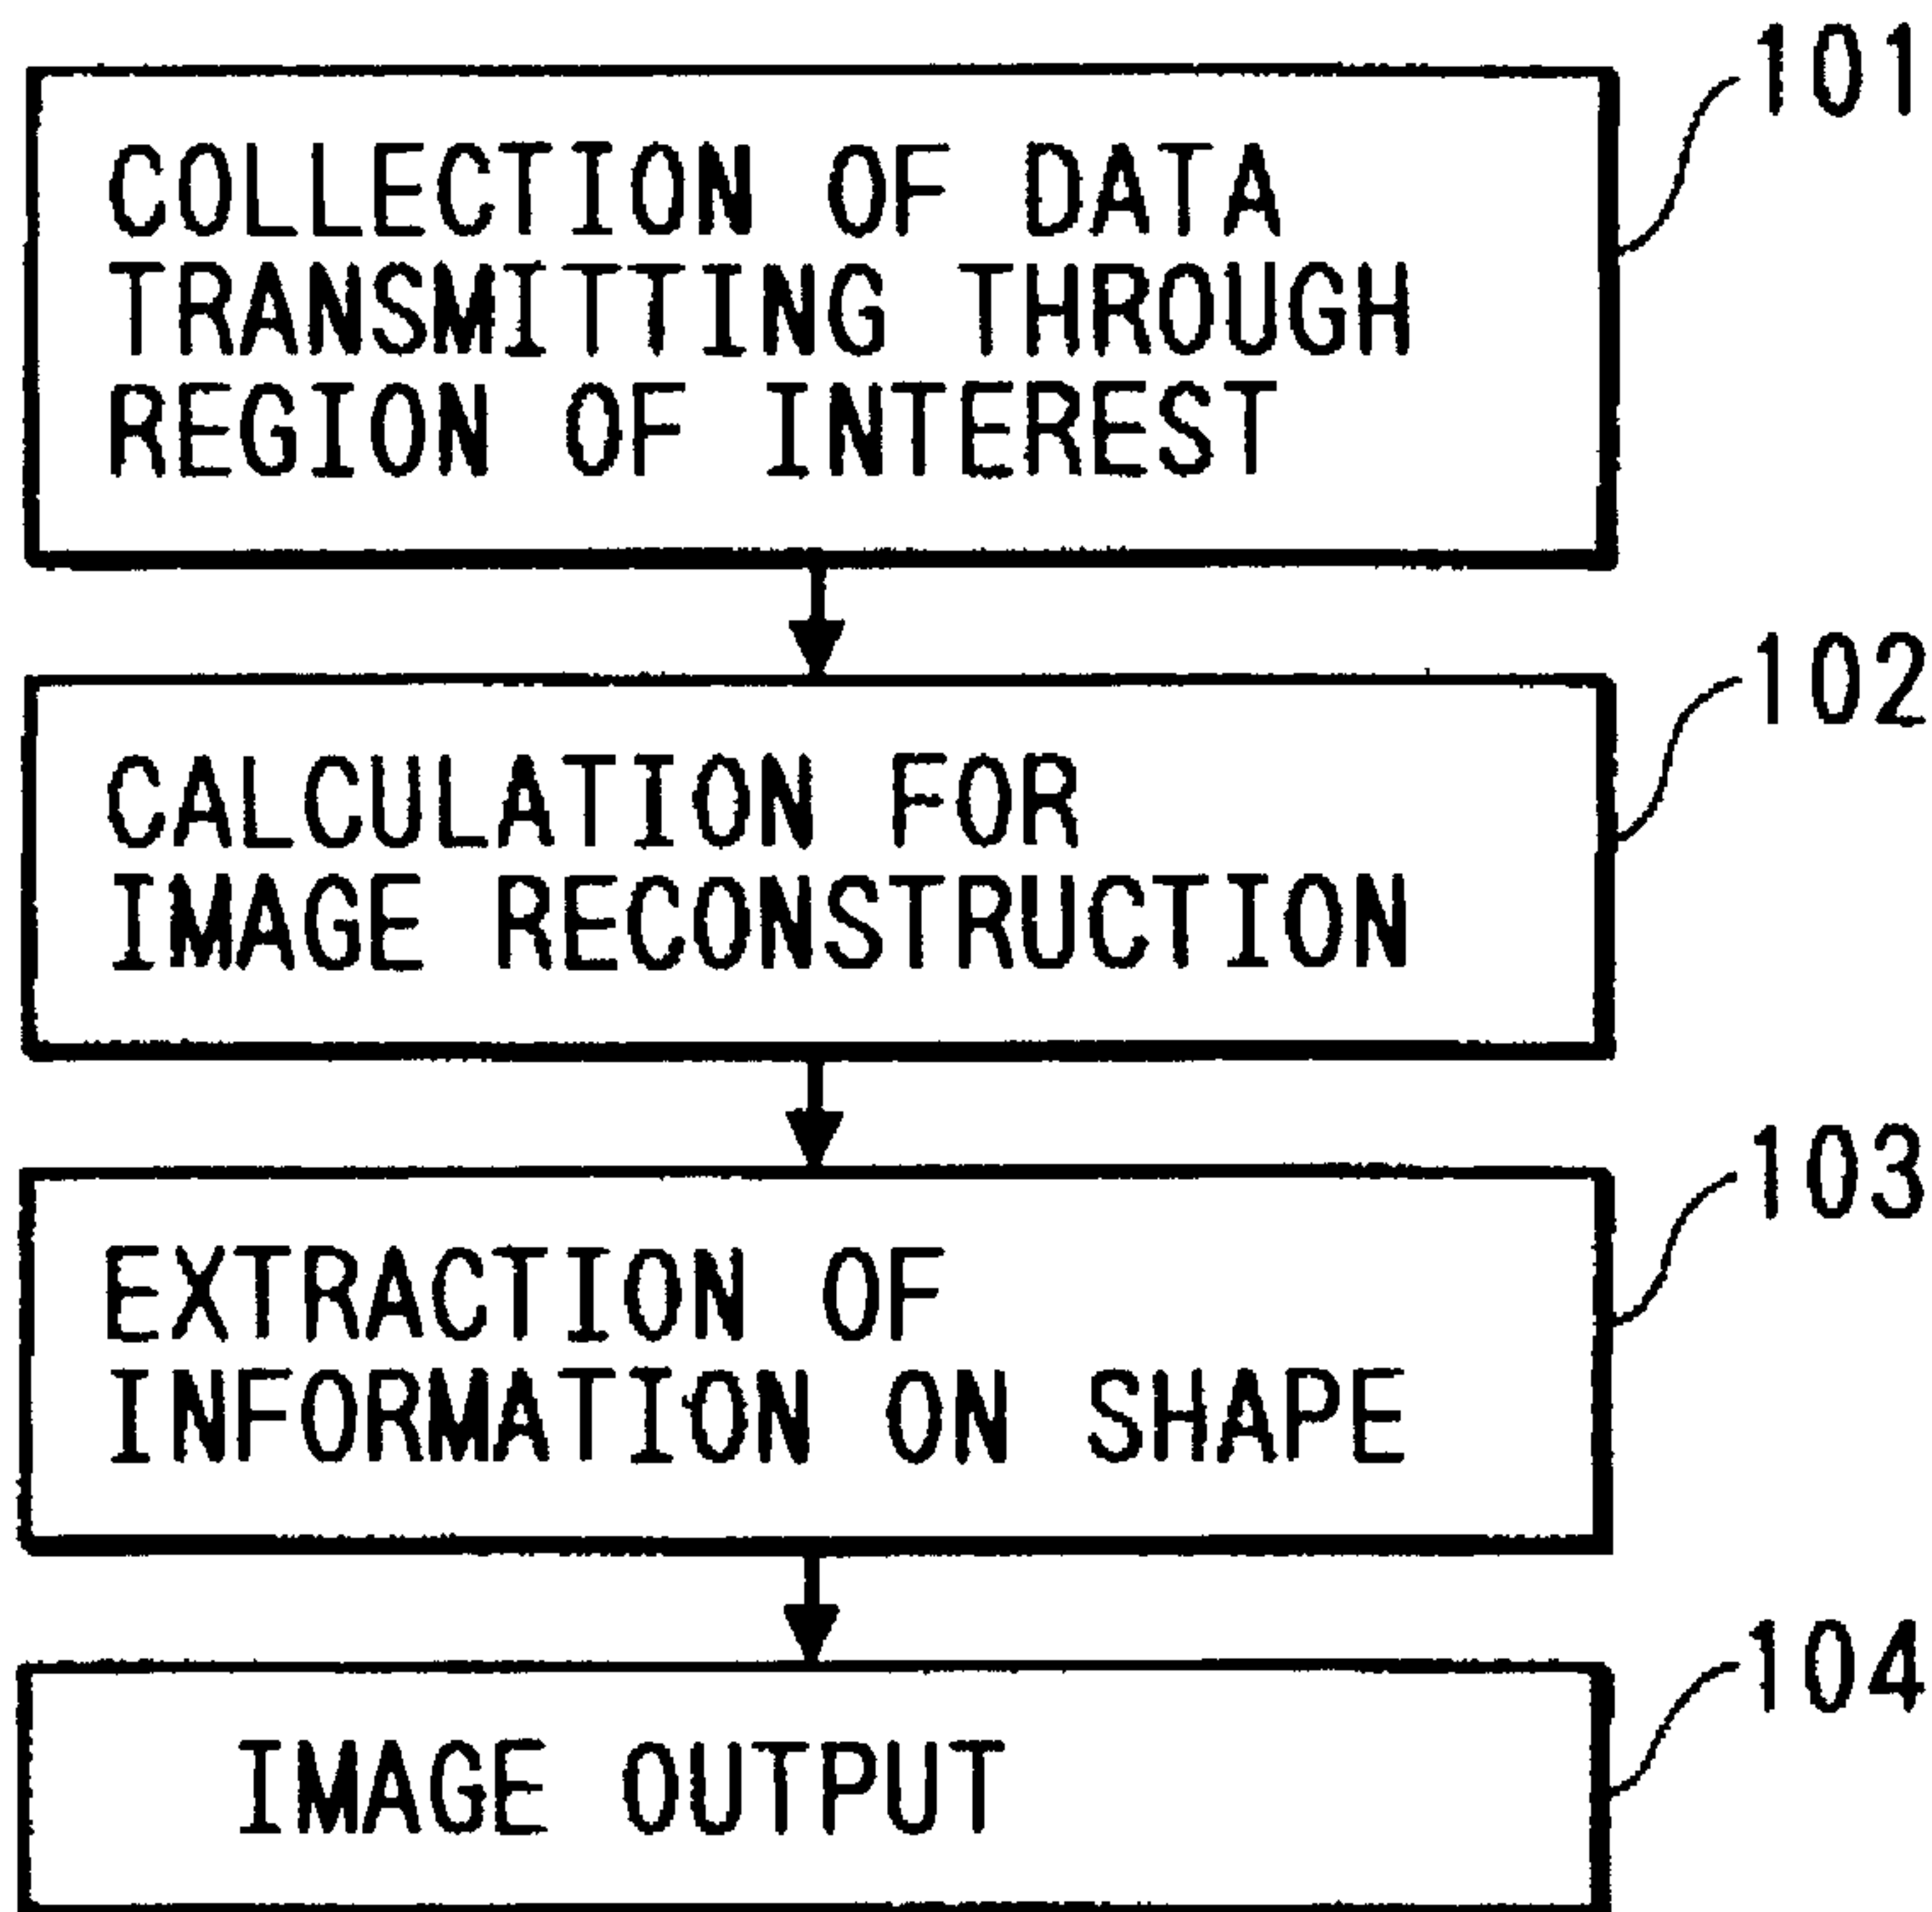 101
COLLECTION OF DATA
TRANSMITTING THROUGH
REGION OF INTEREST
102
CALCULATION FOR
IMAGE RECONSTRUCTION
103
EXTRACTION OF
INFORMATION ON SHAPE
104
IMAGE OUTPUT